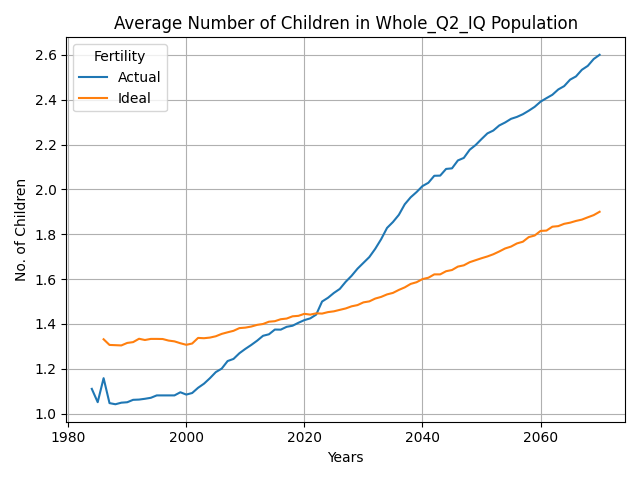 Average Number of Children in Whole_Q2_IQ Population
Fertility
Actual
Ideal
2.6
2.4
2.2
2.0
1.8
1.6
1.4
1.2
1.0
No. of Children
1980
2000
2020
2040
2060
Years